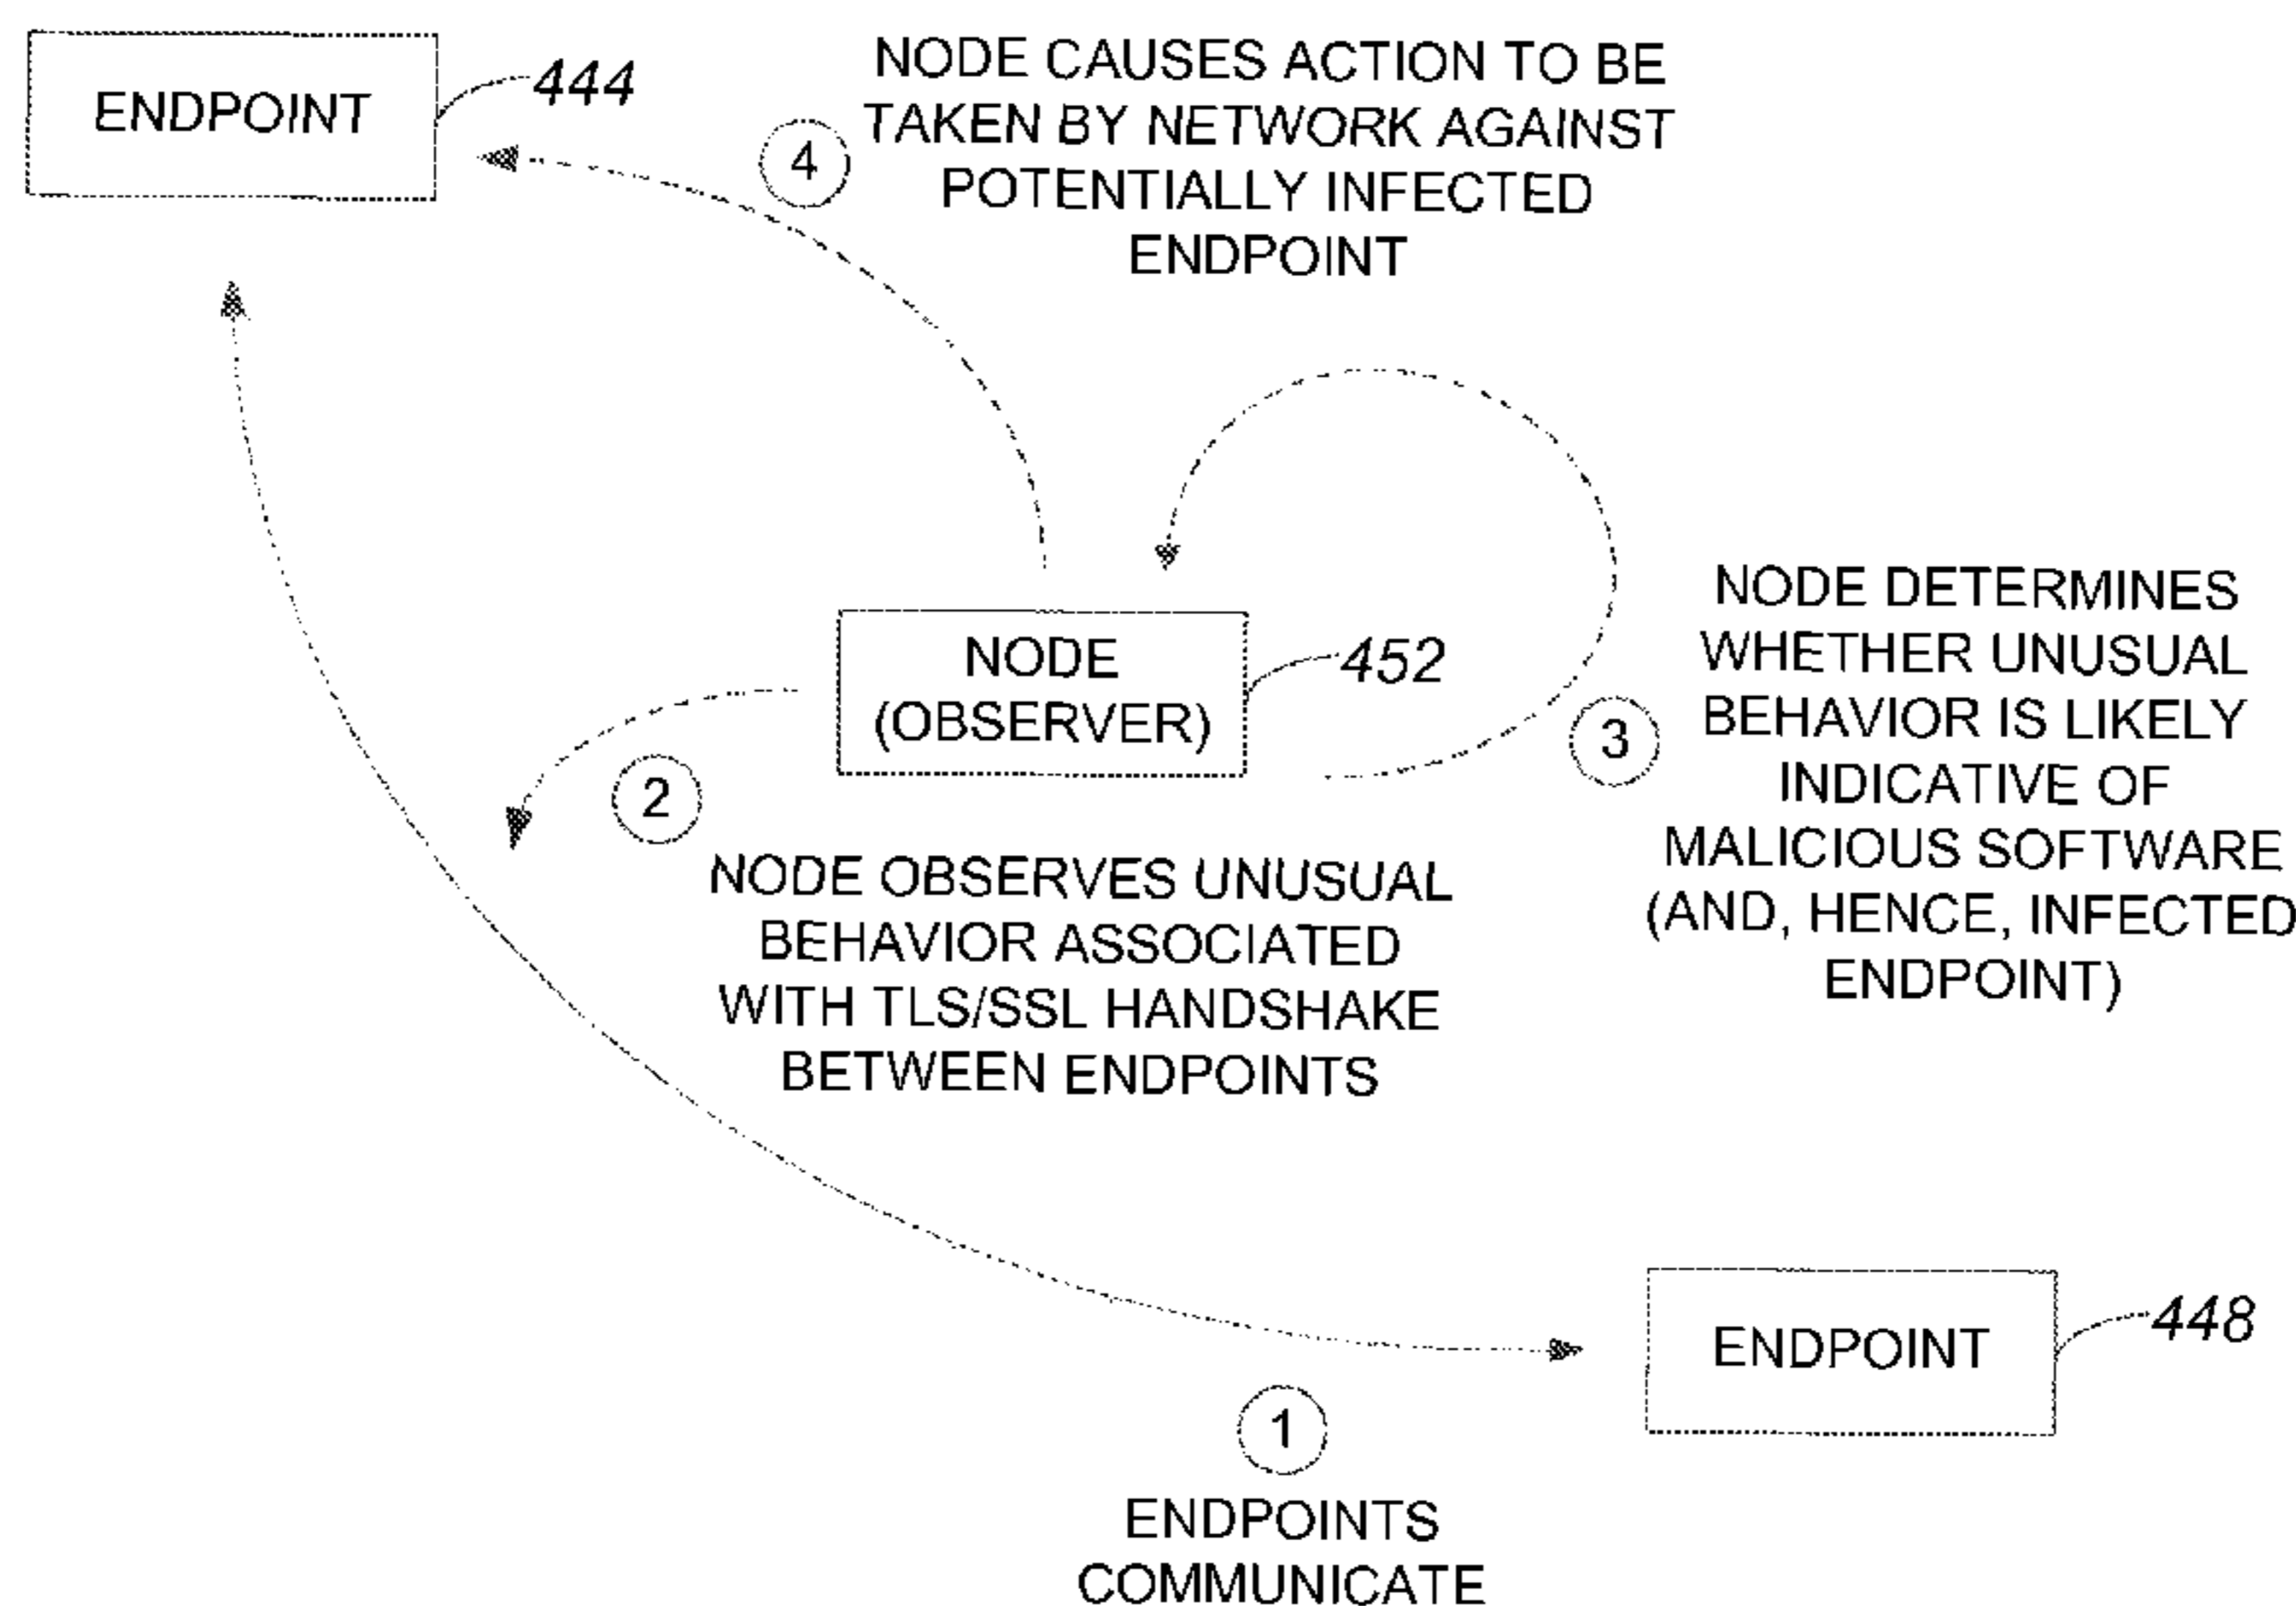 ENDPOINT
444
NODE CAUSES ACTION TO BE
TAKEN BY NETWORK AGAINST
POTENTIALLY INFECTED
ENDPOINT
4
NODE
(OBSERVER)
452
2
NODE OBSERVES UNUSUAL
BEHAVIOR ASSOCIATED
WITH TLS/SSL HANDSHAKE
BETWEEN ENDPOINTS
3
NODE DETERMINES
WHETHER UNUSUAL
BEHAVIOR IS LIKELY
INDICATIVE OF
MALICIOUS SOFTWARE
(AND, HENCE, INFECTED
ENDPOINT)
ENDPOINT
448
1
ENDPOINTS
COMMUNICATE